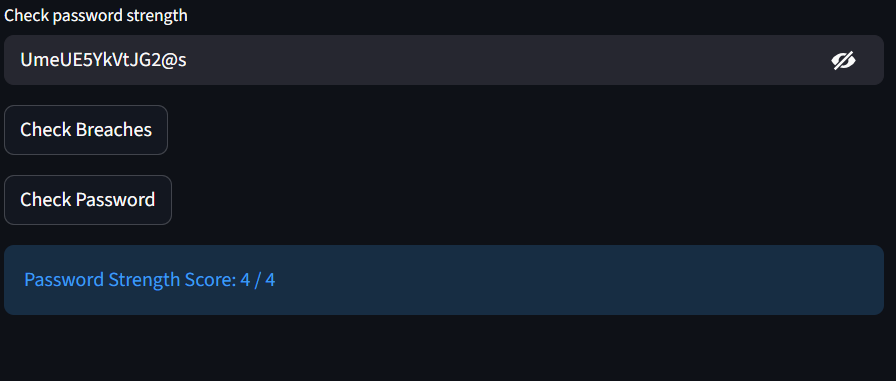 Check password strength
UmeUE5YkVtJG2@s
Check Breaches
Check Password
Password Strength Score: 4 / 4